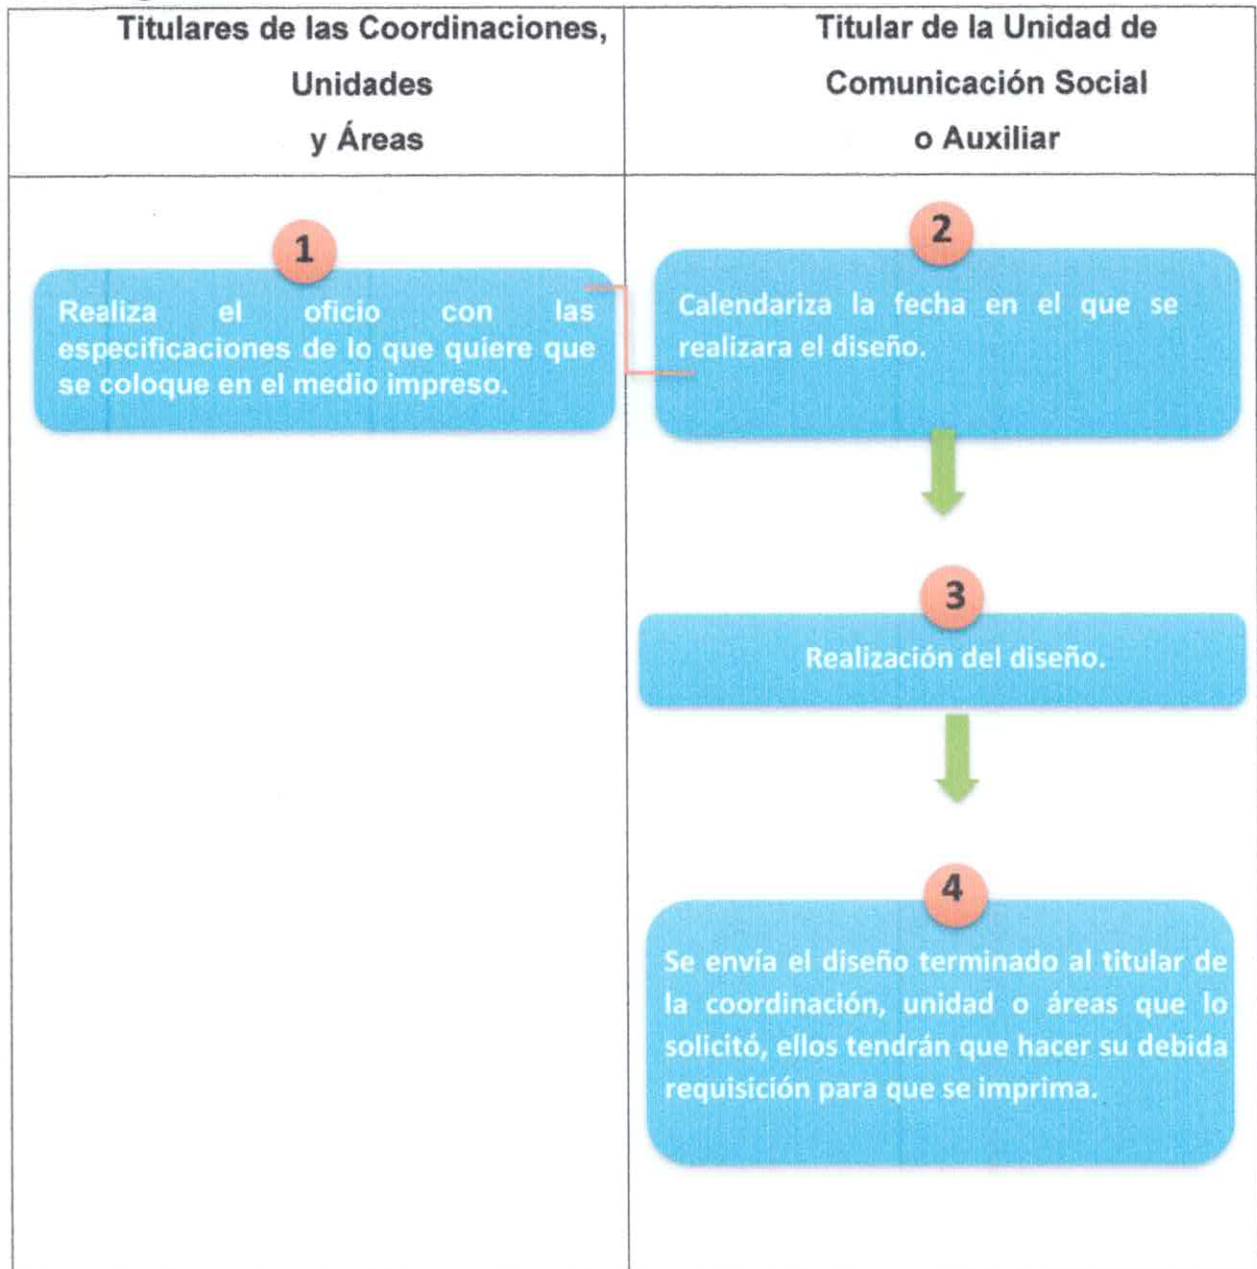 Titulares de las Coordinaciones,
Unidades
y Áreas
Titular de la Unidad de
Comunicación Social
o Auxiliar
1
Realiza el oficio con las
especificaciones de lo que quiere que
se coloque en el medio impreso.
2
Calendariza la fecha en el que se
realizara el diseño.
3
Realización del diseño.
4
Se envía el diseño terminado al titular de
la coordinación, unidad o áreas que lo
solicitó, ellos tendrán que hacer su debida
requisición para que se imprima.